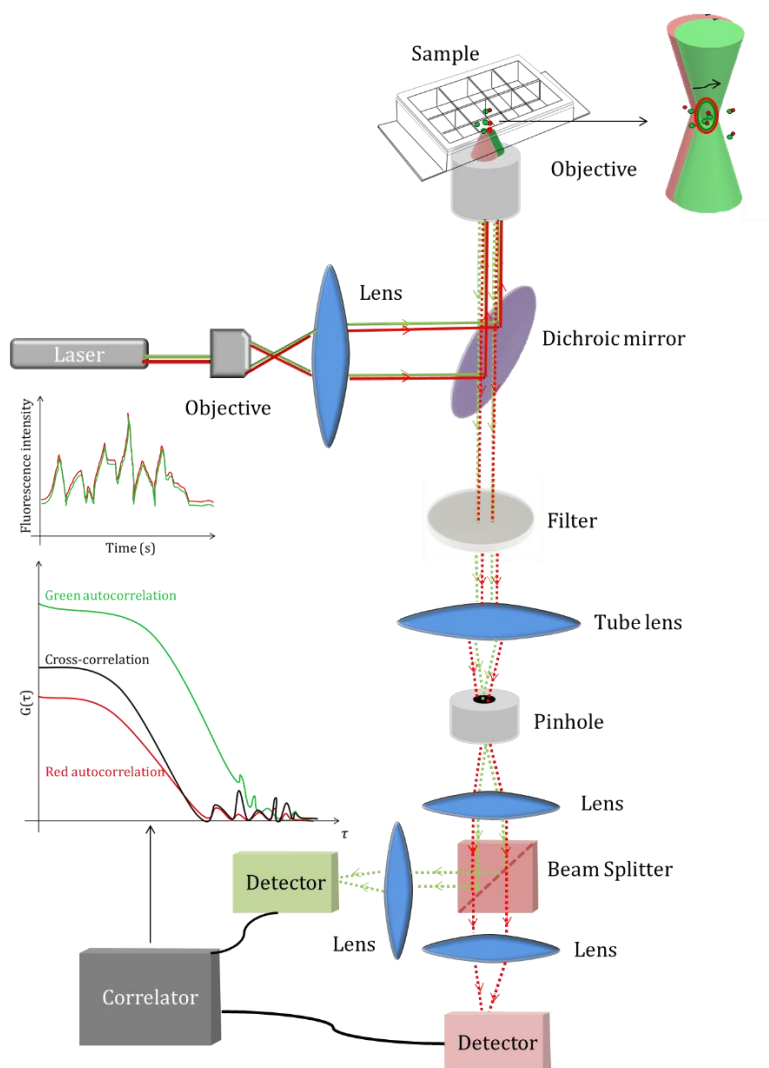 Sample
Objective
Lens
Dichroic mirror
Laser
Objective
Fluorescence intensity
Time (s)
Filter
Green autocorrelation
Tube lens
Cross-correlation
G(τ)
Pinhole
Red autocorrelation
τ
Lens
Beam Splitter
Detector
Lens
Lens
Correlator
Detector